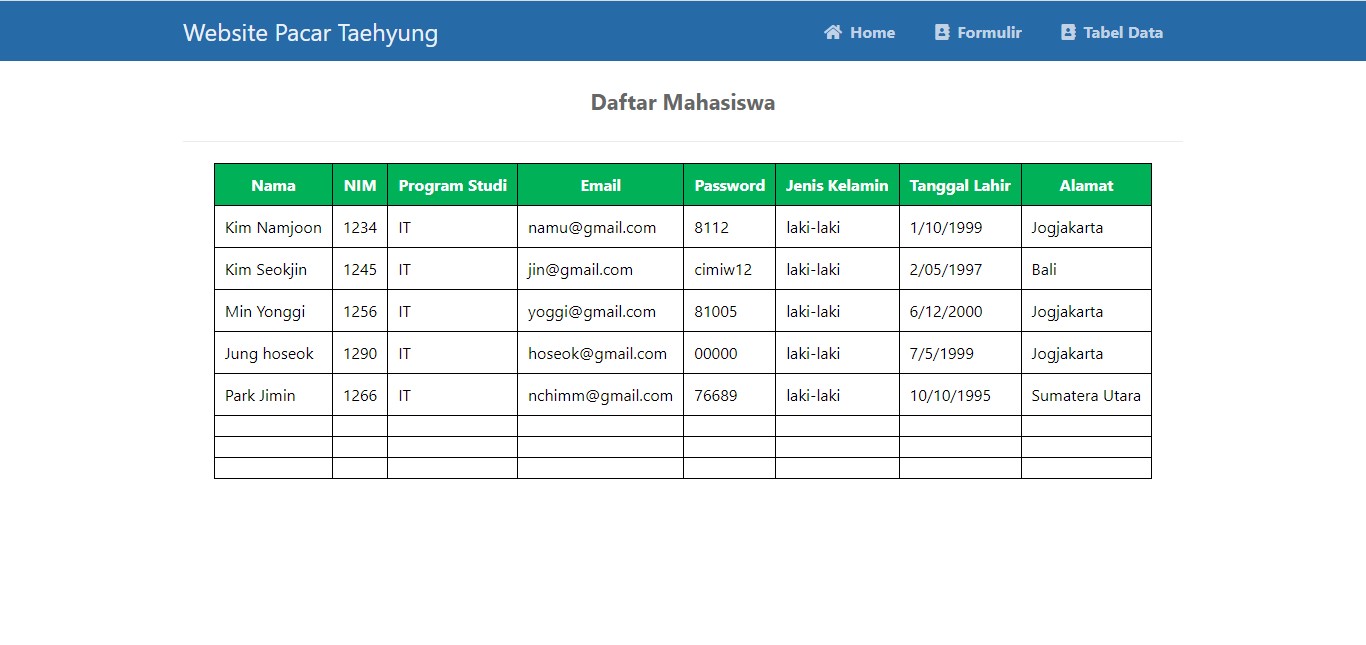 Website Pacar Taehyung Home Formulir Tabel Data
Daftar Mahasiswa
Nama NIM Program Studi Email Password Jenis Kelamin Tanggal Lahir Alamat
Kim Namjoon 1234 IT namu@gmail.com 8112 laki-laki 1/10/1999 Jogjakarta
Kim Seokjin 1245 IT jin@gmail.com cimiw12 laki-laki 2/05/1997 Bali
Min Yonggi 1256 IT yoggi@gmail.com 81005 laki-laki 6/12/2000 Jogjakarta
Jung hoseok 1290 IT hoseok@gmail.com 00000 laki-laki 7/5/1999 Jogjakarta
Park Jimin 1266 IT nchimm@gmail.com 76689 laki-laki 10/10/1995 Sumatera Utara